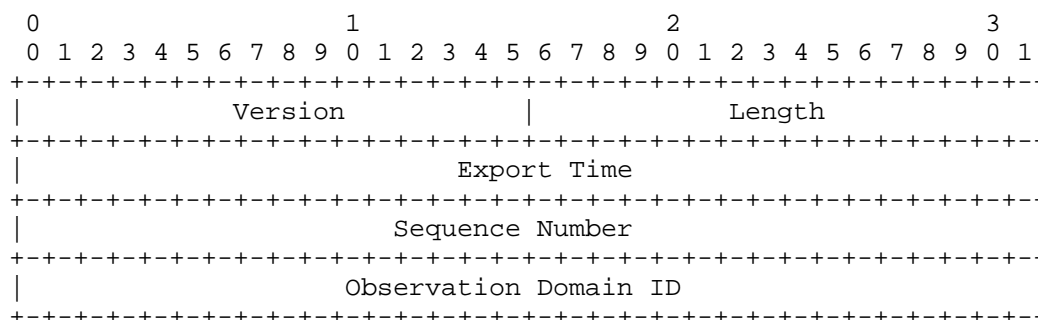 0                   1                   2                   3
 0 1 2 3 4 5 6 7 8 9 0 1 2 3 4 5 6 7 8 9 0 1 2 3 4 5 6 7 8 9 0 1
+-+-+-+-+-+-+-+-+-+-+-+-+-+-+-+-+-+-+-+-+-+-+-+-+-+-+-+-+-+-+-+--
|             Version           |            Length
+-+-+-+-+-+-+-+-+-+-+-+-+-+-+-+-+-+-+-+-+-+-+-+-+-+-+-+-+-+-+-+--
|                           Export Time
+-+-+-+-+-+-+-+-+-+-+-+-+-+-+-+-+-+-+-+-+-+-+-+-+-+-+-+-+-+-+-+--
|                       Sequence Number
+-+-+-+-+-+-+-+-+-+-+-+-+-+-+-+-+-+-+-+-+-+-+-+-+-+-+-+-+-+-+-+--
|                    Observation Domain ID
+-+-+-+-+-+-+-+-+-+-+-+-+-+-+-+-+-+-+-+-+-+-+-+-+-+-+-+-+-+-+-+--